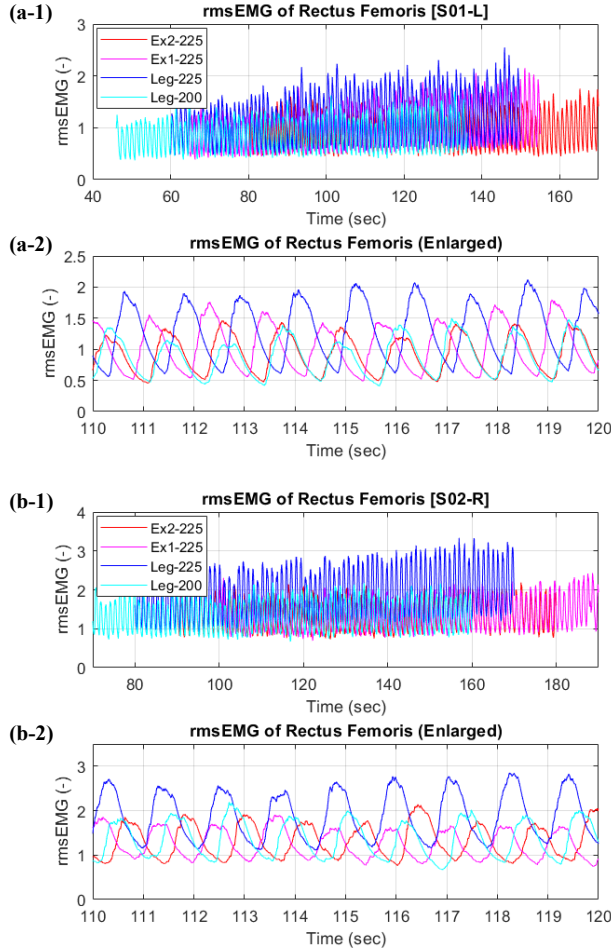 (a-1)
rmsEMG of Rectus Femoris [S01-L]
3
2
1
0
rmsEMG (-)
Ex2-225
Ex1-225
Leg-225
Leg-200
40 60 80 100 120 140 160
Time (sec)
(a-2)
rmsEMG of Rectus Femoris (Enlarged)
2.5
2
1.5
1
0.5
0
rmsEMG (-)
110 111 112 113 114 115 116 117 118 119 120
Time (sec)
(b-1)
rmsEMG of Rectus Femoris [S02-R]
4
3
2
1
0
rmsEMG (-)
Ex2-225
Ex1-225
Leg-225
Leg-200
80 100 120 140 160 180
Time (sec)
(b-2)
rmsEMG of Rectus Femoris (Enlarged)
3
2
1
0
rmsEMG (-)
110 111 112 113 114 115 116 117 118 119 120
Time (sec)